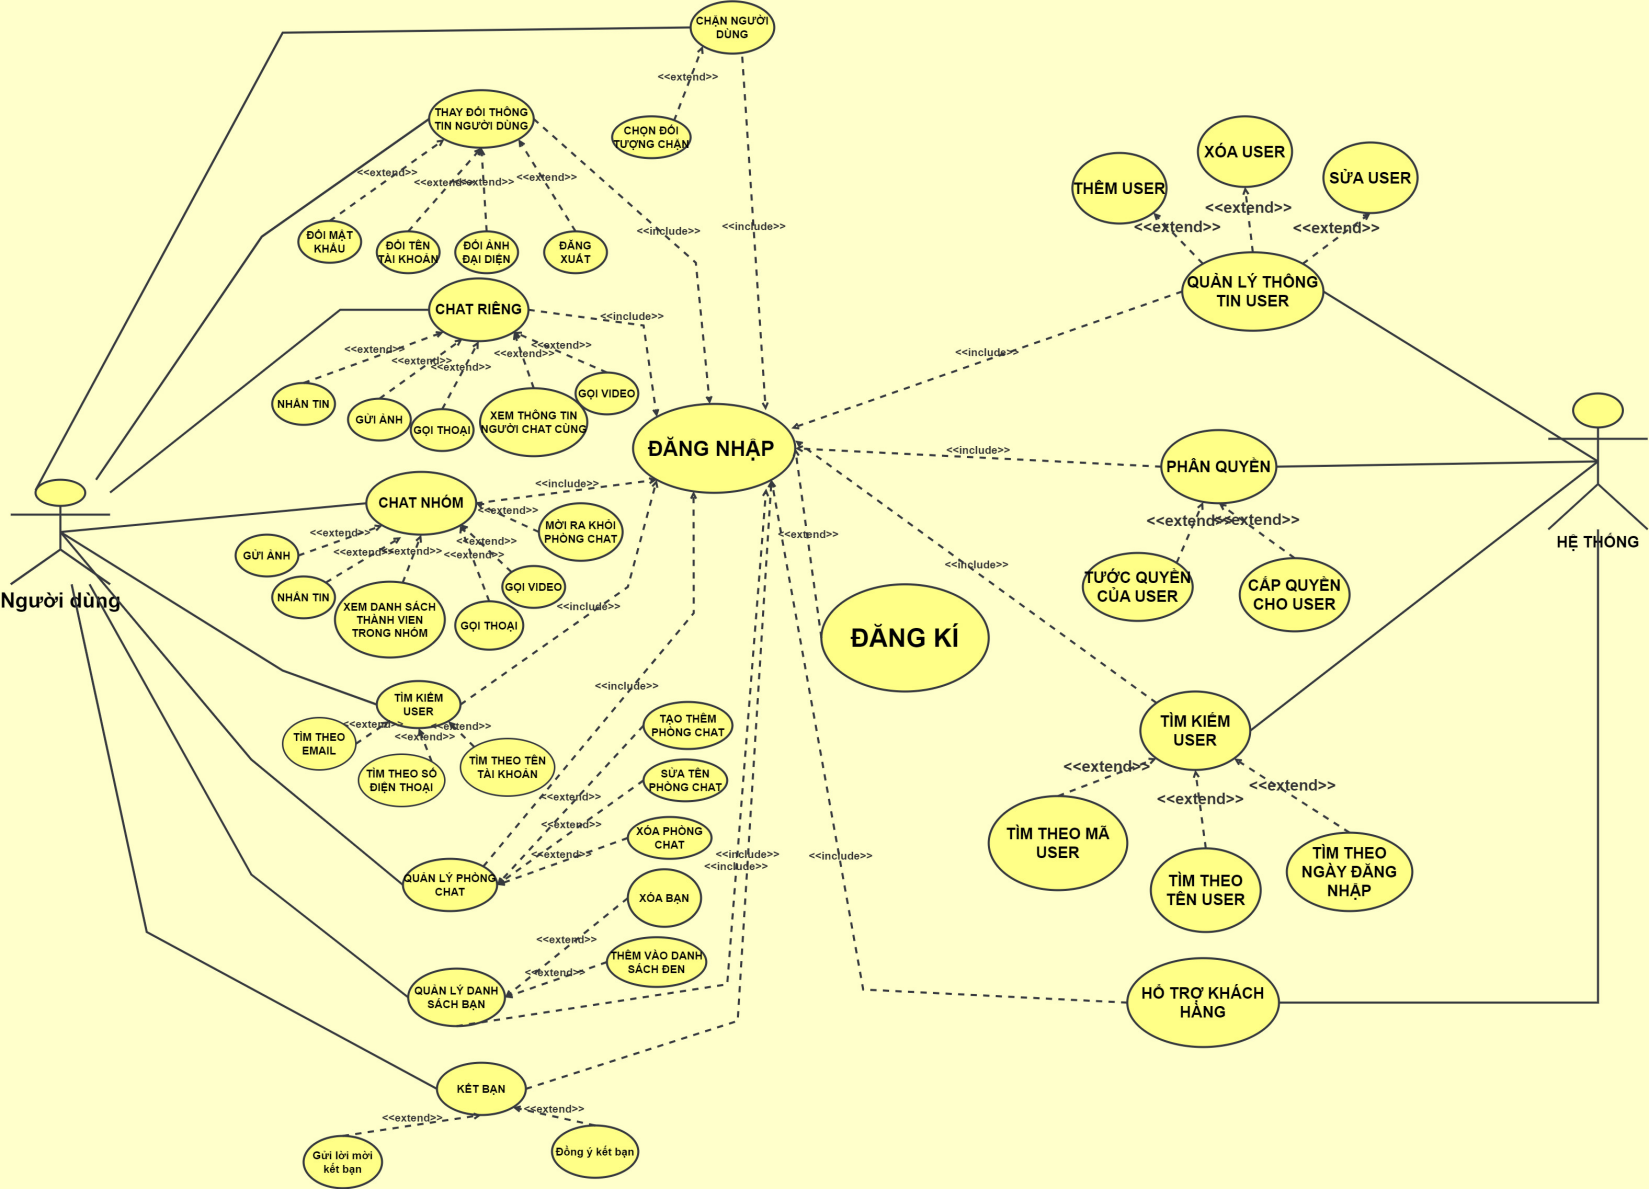 CHẶN NGƯỜI
DÙNG
<<extend>>
CHỌN ĐỐI
TƯỢNG CHẶN
THAY ĐỔI THÔNG
TIN NGƯỜI DÙNG
<<extend>>
<<extend>>
<<extend>>
<<extend>>
ĐỔI MẬT
KHẨU
ĐỔI TÊN
TÀI KHOẢN
ĐỔI ẢNH
ĐẠI DIỆN
ĐĂNG
XUẤT
<<include>>
<<include>>
XÓA USER
THÊM USER
SỬA USER
<<extend>>
<<extend>>
<<extend>>
QUẢN LÝ THÔNG
TIN USER
<<include>>
CHAT RIÊNG
<<include>>
<<extend>>
<<extend>>
<<extend>>
<<extend>>
<<extend>>
NHẮN TIN
GỬI ẢNH
GỌI THOẠI
XEM THÔNG TIN
NGƯỜI CHAT CÙNG
GỌI VIDEO
ĐĂNG NHẬP
<<include>>
PHÂN QUYỀN
<<extend>>
<<extend>>
TƯỚC QUYỀN
CỦA USER
CẤP QUYỀN
CHO USER
HỆ THỐNG
CHAT NHÓM
<<include>>
<<extend>>
<<extend>>
<<extend>>
<<extend>>
<<extend>>
<<extend>>
MỜI RA KHỎI
PHÒNG CHAT
GỬI ẢNH
NHẮN TIN
XEM DANH SÁCH
THÀNH VIEN
TRONG NHÓM
GỌI THOẠI
GỌI VIDEO
Người dùng
<<extend>>
<<include>>
<<include>>
ĐĂNG KÍ
TÌM KIẾM
USER
<<extend>>
<<extend>>
<<extend>>
TÌM THEO
EMAIL
TÌM THEO SỐ
ĐIỆN THOẠI
TÌM THEO TÊN
TÀI KHOẢN
<<include>>
TẠO THÊM
PHÒNG CHAT
SỬA TÊN
PHÒNG CHAT
XÓA PHÒNG
CHAT
<<extend>>
<<extend>>
<<extend>>
QUẢN LÝ PHÒNG
CHAT
<<include>>
<<include>>
<<include>>
TÌM KIẾM
USER
<<extend>>
<<extend>>
<<extend>>
TÌM THEO MÃ
USER
TÌM THEO
TÊN USER
TÌM THEO
NGÀY ĐĂNG
NHẬP
XÓA BẠN
<<extend>>
THÊM VÀO DANH
SÁCH ĐEN
<<extend>>
QUẢN LÝ DANH
SÁCH BẠN
HỖ TRỢ KHÁCH
HÀNG
KẾT BẠN
<<extend>>
<<extend>>
Gửi lời mời
kết bạn
Đồng ý kết bạn